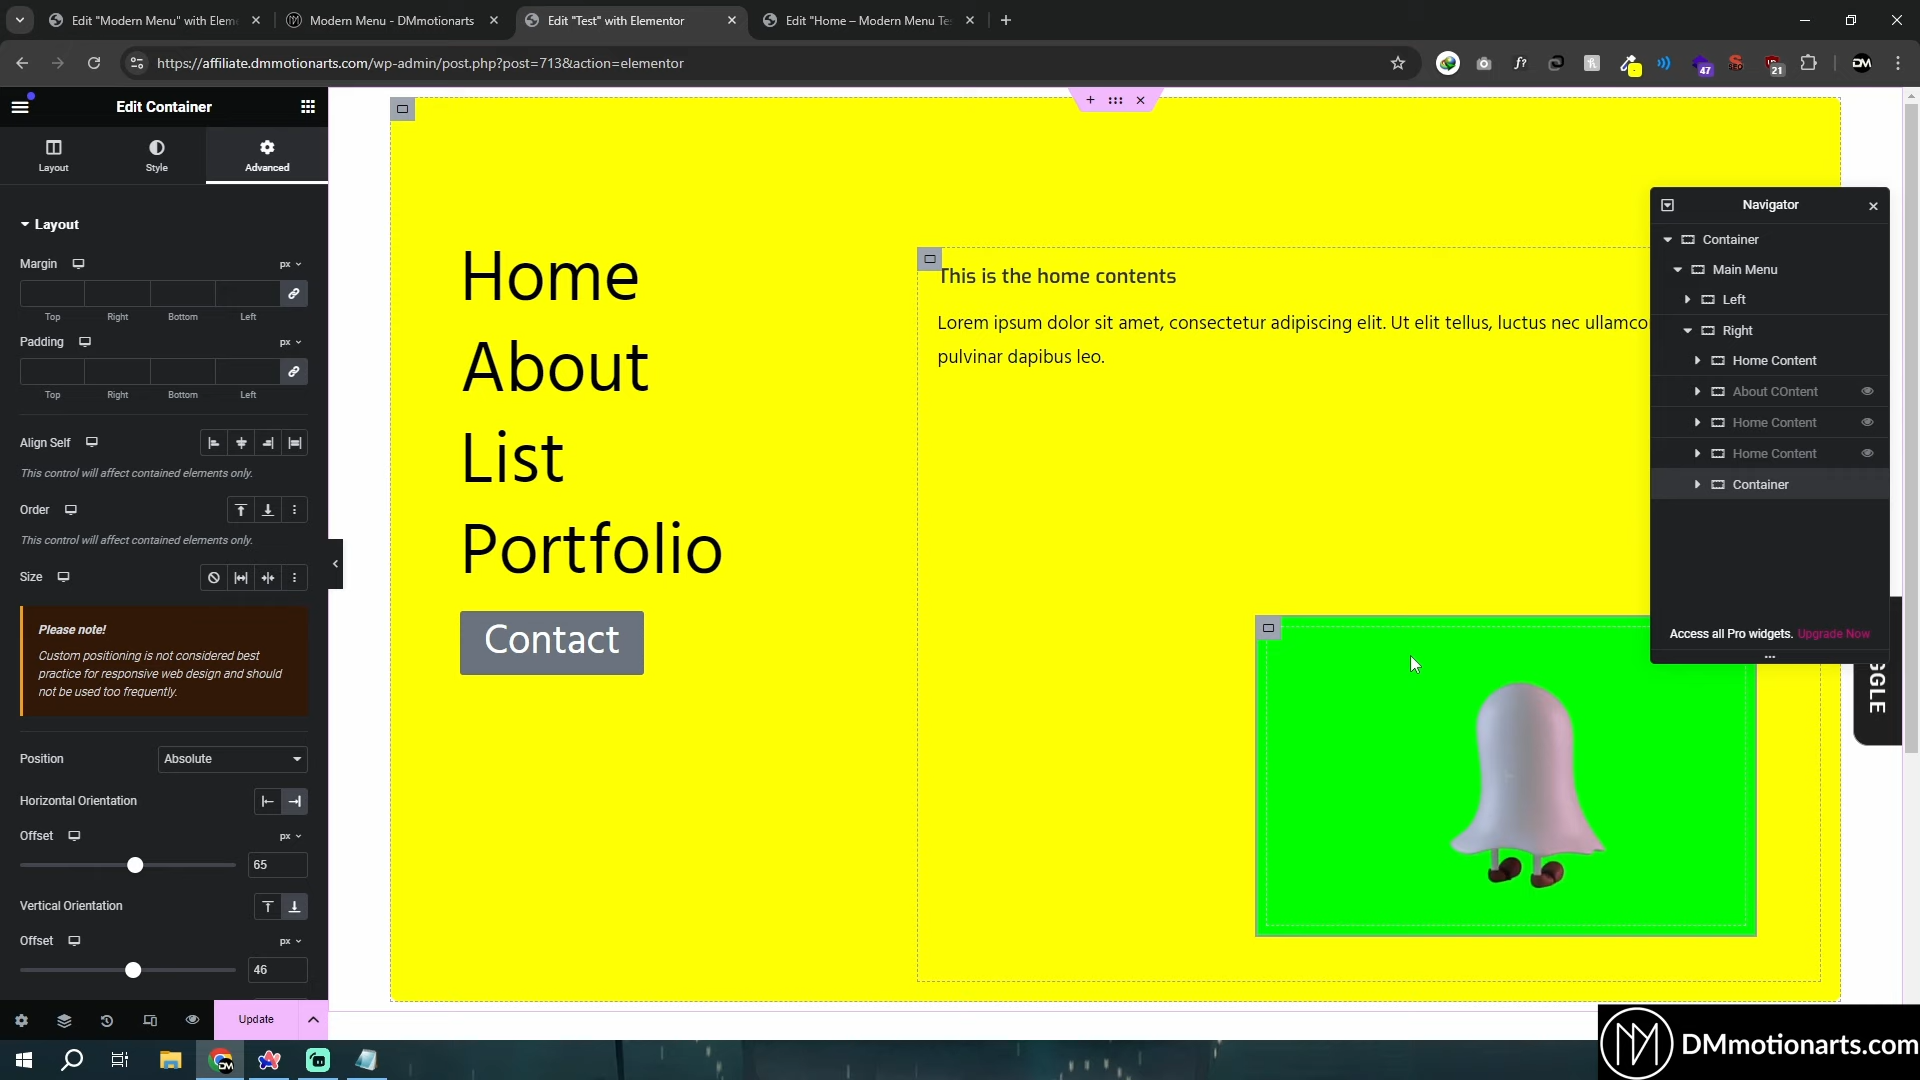 Edit "Modern Menu" with Elem
Modern Menu - DMmotionarts
Edit "Test" with Elementor
Edit "Home – Modern Menu Te
https://affiliate.dmmotionarts.com/wp-admin/post.php?post=713&action=elementor
f?
47
SEO
21
DM
Edit Container
Layout
Style
Advanced
Layout
Margin
px
Top
Right
Bottom
Left
Padding
px
Top
Right
Bottom
Left
Align Self
This control will affect contained elements only.
Order
This control will affect contained elements only.
Size
Please note!
Custom positioning is not considered best
practice for responsive web design and should
not be used too frequently.
Position
Absolute
Horizontal Orientation
Offset
px
65
Vertical Orientation
Offset
px
46
Update
Home
About
List
Portfolio
Contact
This is the home contents
Lorem ipsum dolor sit amet, consectetur adipiscing elit. Ut elit tellus, luctus nec ullamco
pulvinar dapibus leo.
Navigator
Container
Main Menu
Left
Right
Home Content
About COntent
Home Content
Home Content
Container
Access all Pro widgets. Upgrade Now
GGLE
DMmotionarts.com